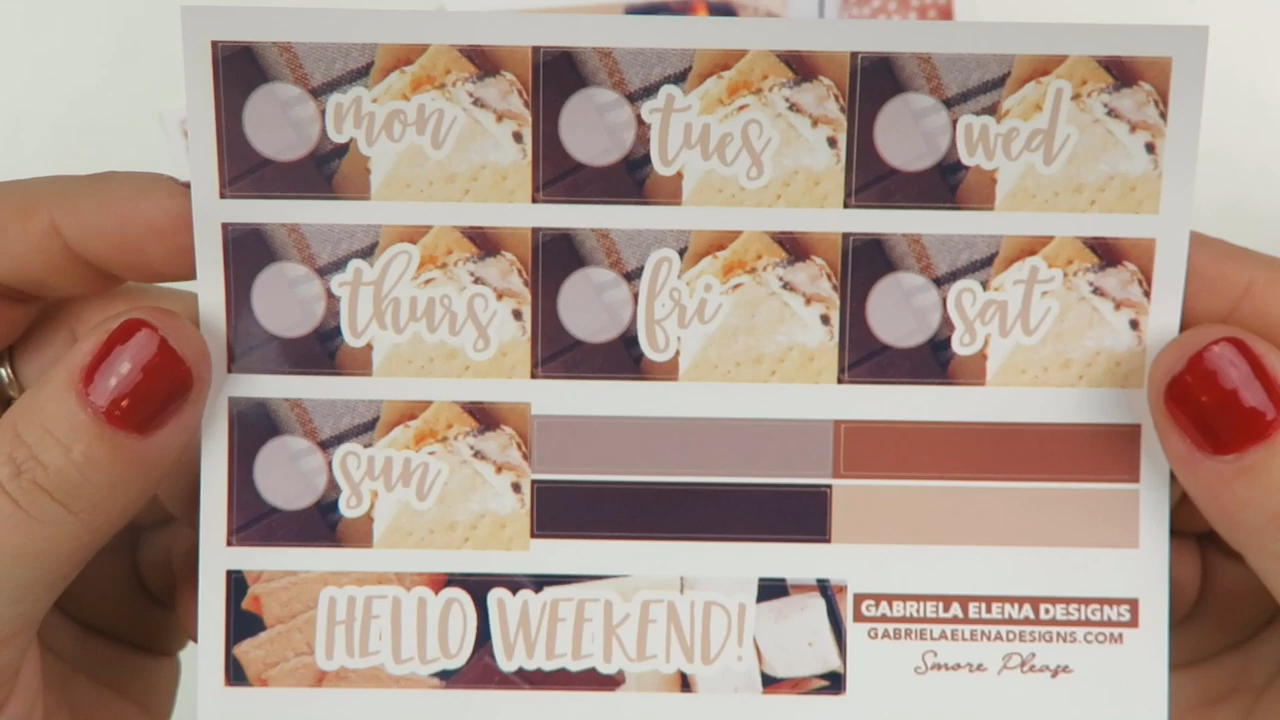 mon
tues
wed
thurs
fri
sat
sun
HELLO WEEKEND!
GABRIELA ELENA DESIGNS
GABRIELAELENADESIGNS.COM
Smore Please